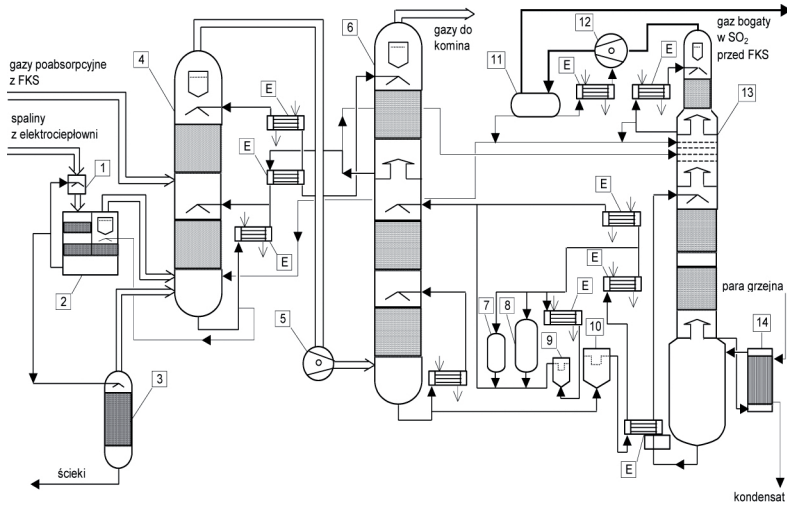 gazy poabsorpcyjne
z FKS
spaliny
z elektrociepłowni
1
2
3
ścieki
4
E
E
E
5
6
gazy do
komina
7
8
9
10
E
E
E
E
11
12
E
E
gaz bogaty
w SO2
przed FKS
13
para grzejna
14
kondensat